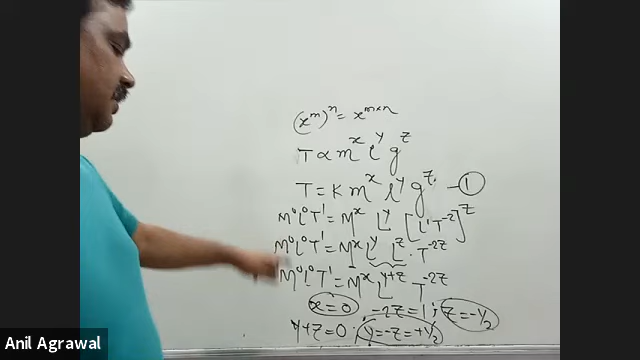 (x^m)^n = x^{m×n}
T ∝ m^x l^y g^z
T = K m^x l^y g^z. —①
M⁰L⁰T¹ = M^x L^y [L¹T⁻²]^z
M⁰L⁰T¹ = M^x L^y L^z · T^{-2z}
M⁰L⁰T¹ = M^x L^{y+z} T^{-2z}
x = 0 , -2z = 1 ; z = -1/2
y+z = 0 ; y = -z = +1/2
Anil Agrawal